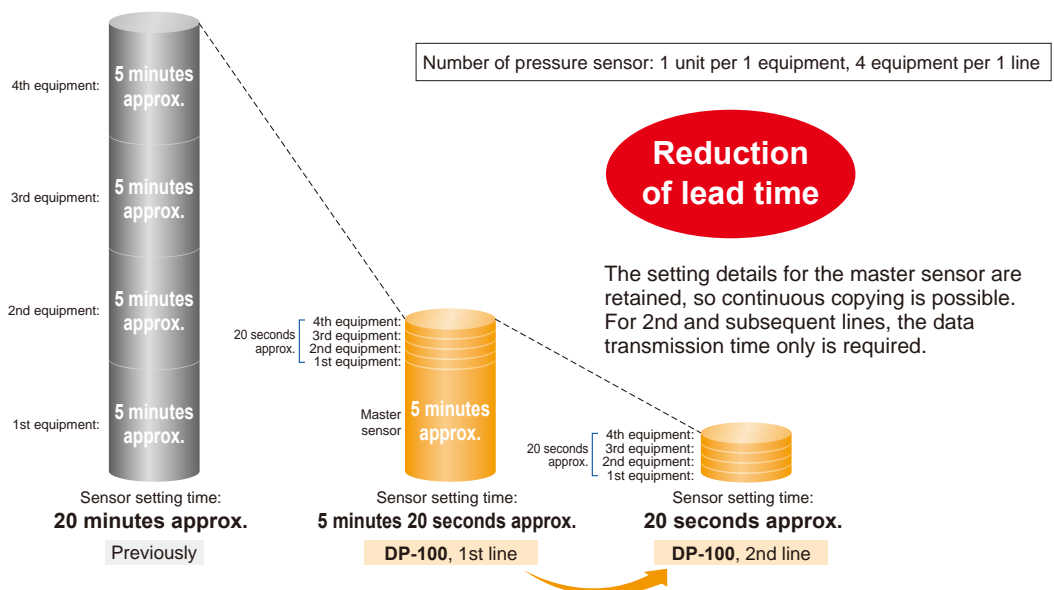 Number of pressure sensor: 1 unit per 1 equipment, 4 equipment per 1 line
Reduction
of lead time
The setting details for the master sensor are
retained, so continuous copying is possible.
For 2nd and subsequent lines, the data
transmission time only is required.
4th equipment:
5 minutes
approx.
3rd equipment:
5 minutes
approx.
2nd equipment:
5 minutes
approx.
1st equipment:
5 minutes
approx.
Sensor setting time:
20 minutes approx.
Previously
20 seconds
approx.
4th equipment:
3rd equipment:
2nd equipment:
1st equipment:
Master
sensor
5 minutes
approx.
Sensor setting time:
5 minutes 20 seconds approx.
DP-100, 1st line
20 seconds
approx.
4th equipment:
3rd equipment:
2nd equipment:
1st equipment:
Sensor setting time:
20 seconds approx.
DP-100, 2nd line